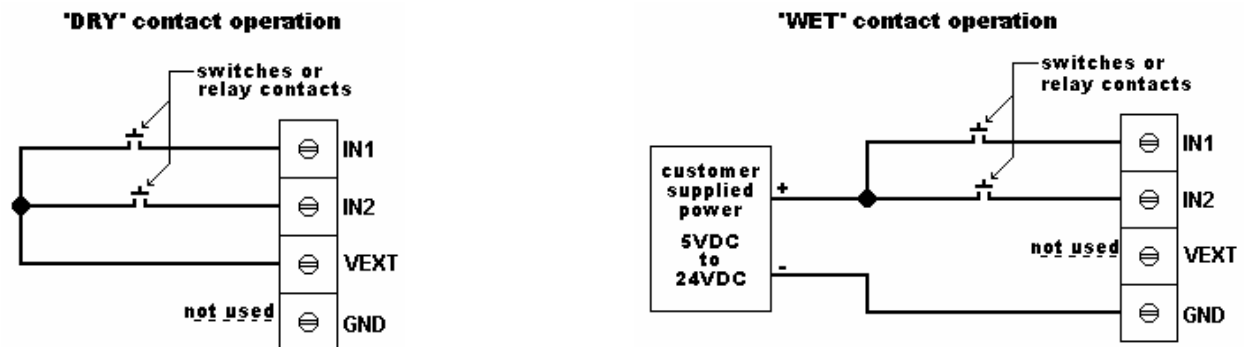 "DRY" contact operation
switches or
relay contacts
IN1
IN2
VEXT
not used
GND
"WET" contact operation
switches or
relay contacts
customer
supplied
power
5VDC
to
24VDC
+
-
IN1
IN2
not used
VEXT
GND